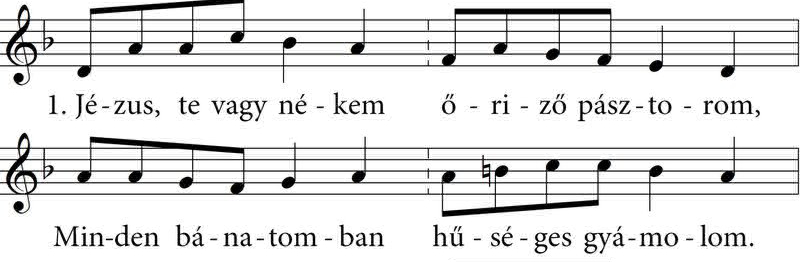 1. Jé - zus, te vagy né - kem ő - ri - ző pász - to - rom,
Min - den bá - na - tom - ban hű - sé - ges gyá - mo - lom.